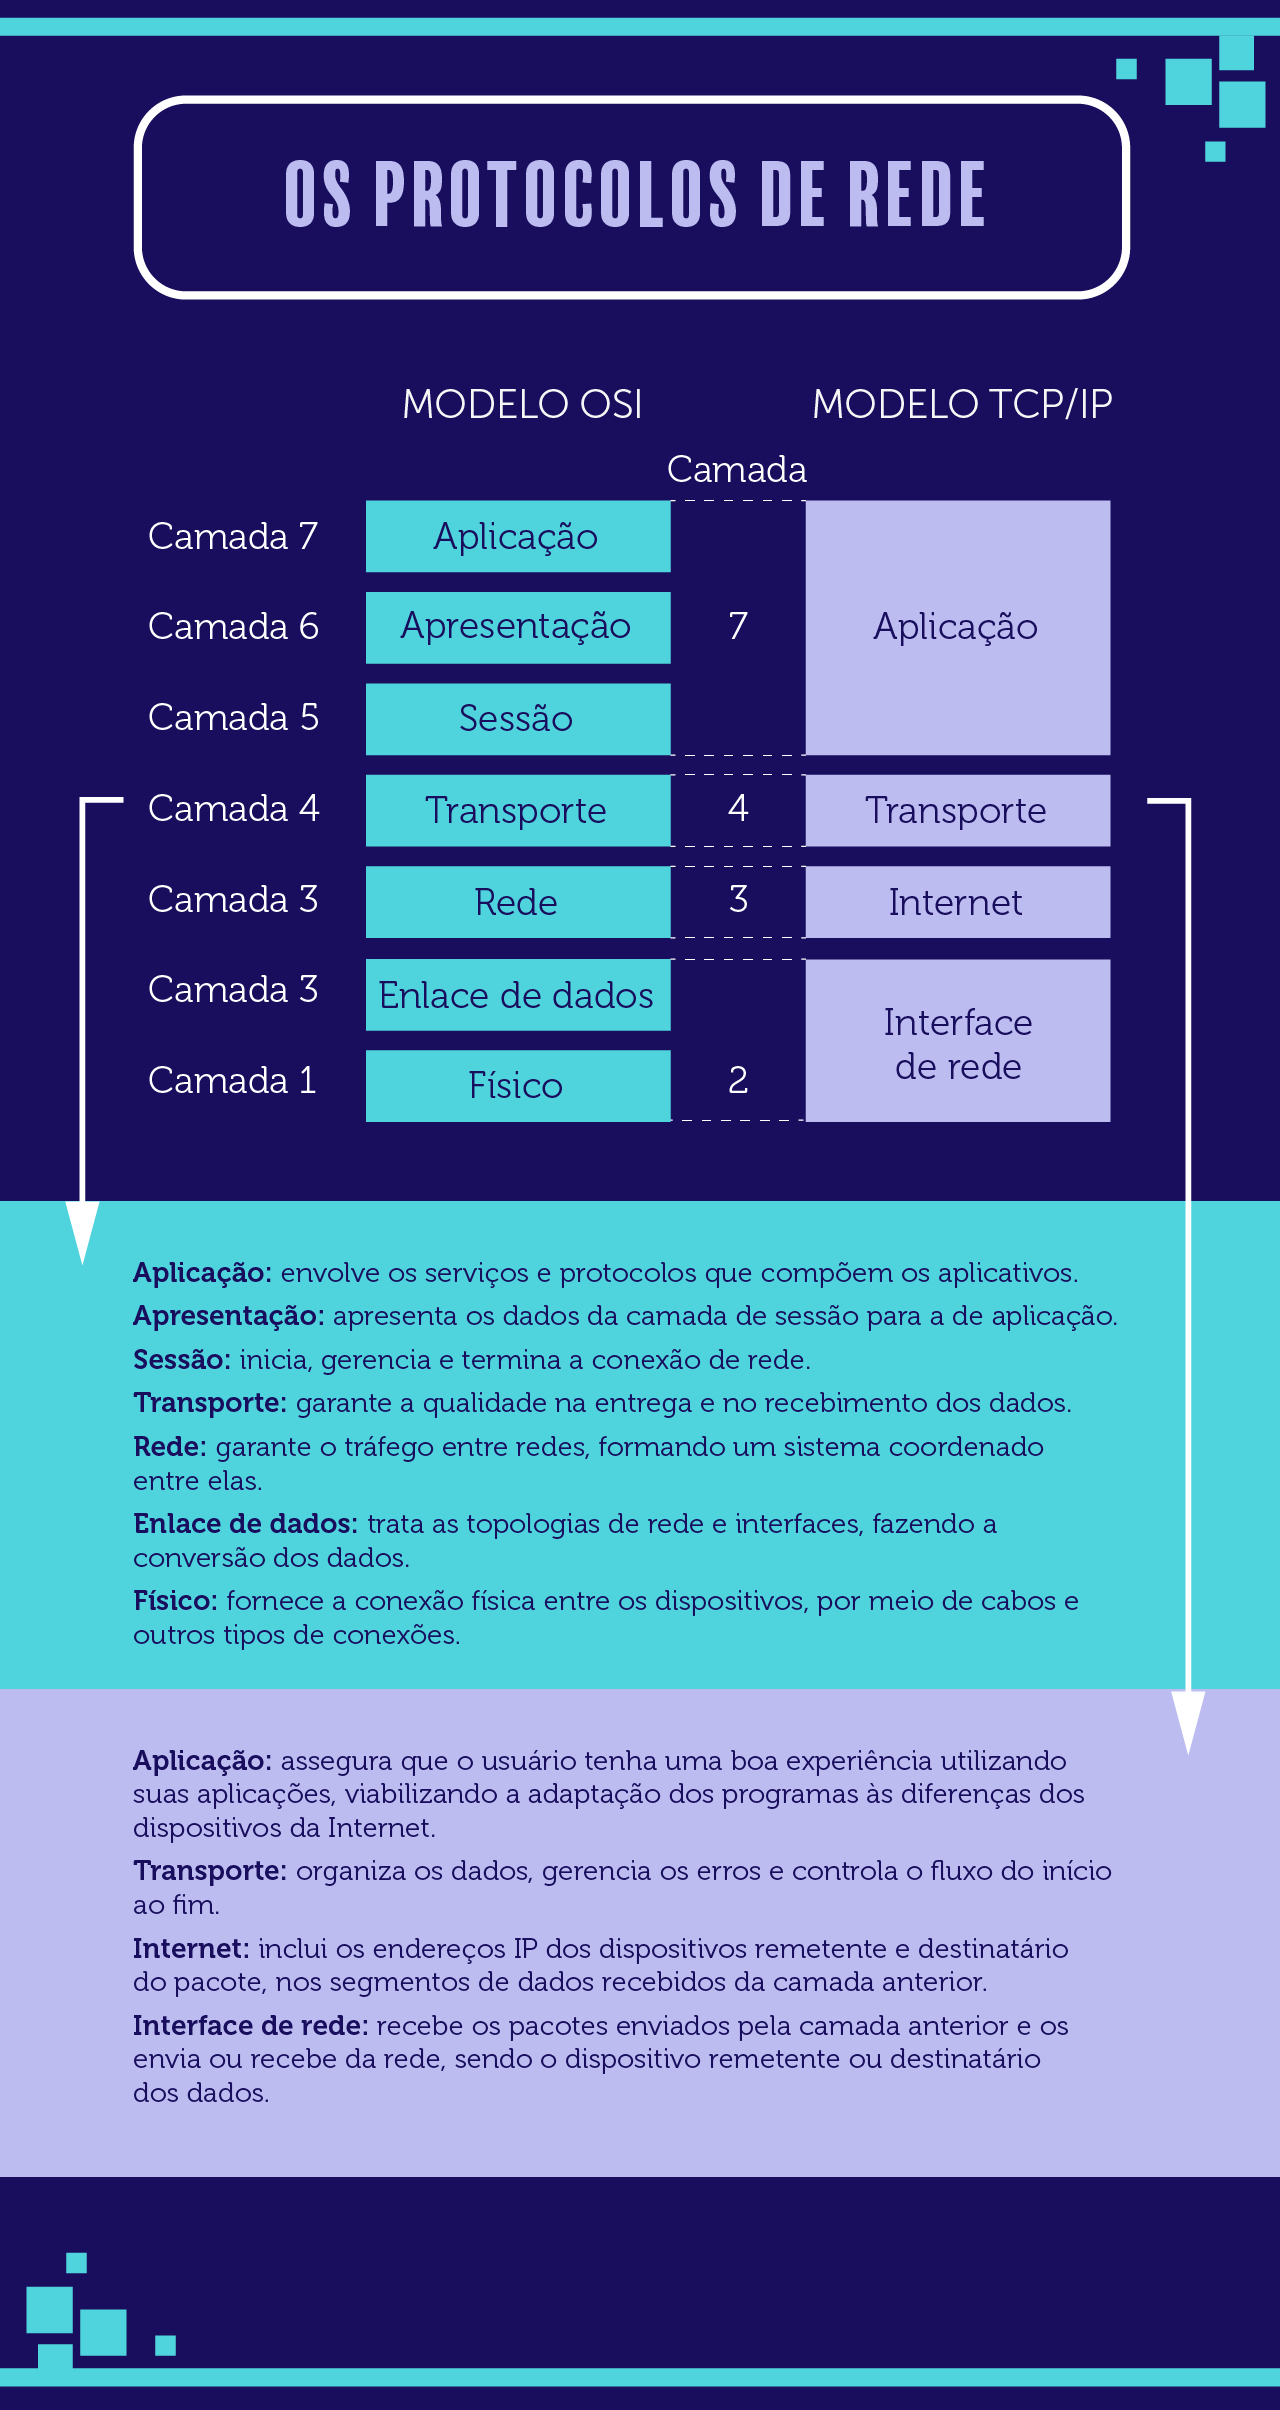 OS PROTOCOLOS DE REDE
MODELO OSI
MODELO TCP/IP
Camada
Camada 7
Aplicação
Camada 6
Apresentação
7
Aplicação
Camada 5
Sessão
Camada 4
Transporte
4
Transporte
Camada 3
Rede
3
Internet
Camada 3
Enlace de dados
Interface
de rede
Camada 1
Físico
2
Aplicação: envolve os serviços e protocolos que compõem os aplicativos.
Apresentação: apresenta os dados da camada de sessão para a de aplicação.
Sessão: inicia, gerencia e termina a conexão de rede.
Transporte: garante a qualidade na entrega e no recebimento dos dados.
Rede: garante o tráfego entre redes, formando um sistema coordenado
entre elas.
Enlace de dados: trata as topologias de rede e interfaces, fazendo a
conversão dos dados.
Físico: fornece a conexão física entre os dispositivos, por meio de cabos e
outros tipos de conexões.
Aplicação: assegura que o usuário tenha uma boa experiência utilizando
suas aplicações, viabilizando a adaptação dos programas às diferenças dos
dispositivos da Internet.
Transporte: organiza os dados, gerencia os erros e controla o fluxo do início
ao fim.
Internet: inclui os endereços IP dos dispositivos remetente e destinatário
do pacote, nos segmentos de dados recebidos da camada anterior.
Interface de rede: recebe os pacotes enviados pela camada anterior e os
envia ou recebe da rede, sendo o dispositivo remetente ou destinatário
dos dados.